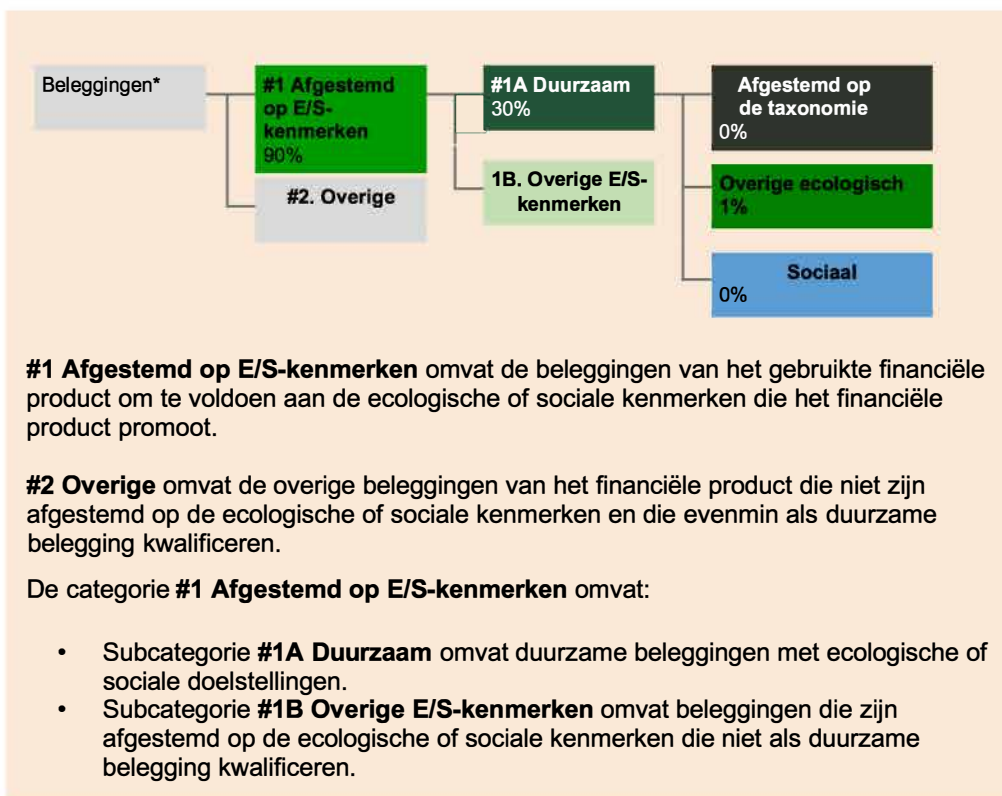 Beleggingen*
#1 Afgestemd
op E/S-
kenmerken
90%
#2. Overige
#1A Duurzaam
30%
1B. Overige E/S-
kenmerken
Afgestemd op
de taxonomie
0%
Overige ecologisch
1%
Sociaal
0%
#1 Afgestemd op E/S-kenmerken omvat de beleggingen van het gebruikte financiële
product om te voldoen aan de ecologische of sociale kenmerken die het financiële
product promoot.
#2 Overige omvat de overige beleggingen van het financiële product die niet zijn
afgestemd op de ecologische of sociale kenmerken en die evenmin als duurzame
belegging kwalificeren.
De categorie #1 Afgestemd op E/S-kenmerken omvat:
• Subcategorie #1A Duurzaam omvat duurzame beleggingen met ecologische of
sociale doelstellingen.
• Subcategorie #1B Overige E/S-kenmerken omvat beleggingen die zijn
afgestemd op de ecologische of sociale kenmerken die niet als duurzame
belegging kwalificeren.